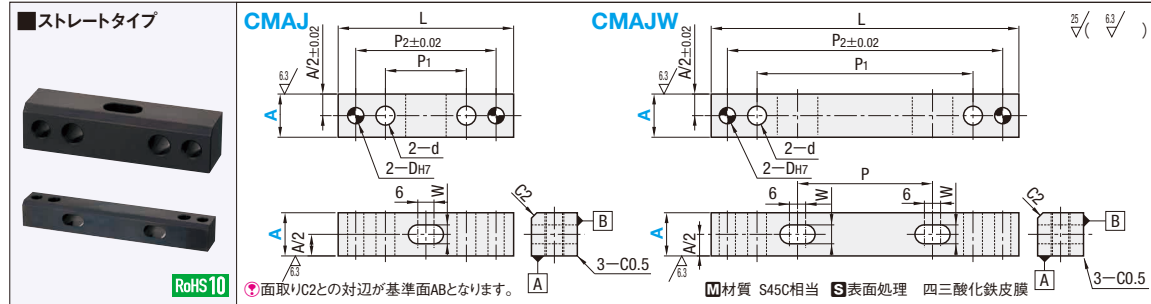 ■ストレートタイプ
RoHS10
CMAJ
L
P2±0.02
P1
A/2±0.02
6.3
A
2−d
2−DH7
6
W
C2
A
A/2
6.3
B
A
3−C0.5
面取りC2との対辺が基準面ABとなります。
CMAJW
L
P2±0.02
P1
A/2±0.02
6.3
A
2−d
2−DH7
P
6
W
6
W
C2
A
A/2
6.3
B
A
3−C0.5
25 ( 6.3 )
M材質 S45C相当 S表面処理 四三酸化鉄皮膜